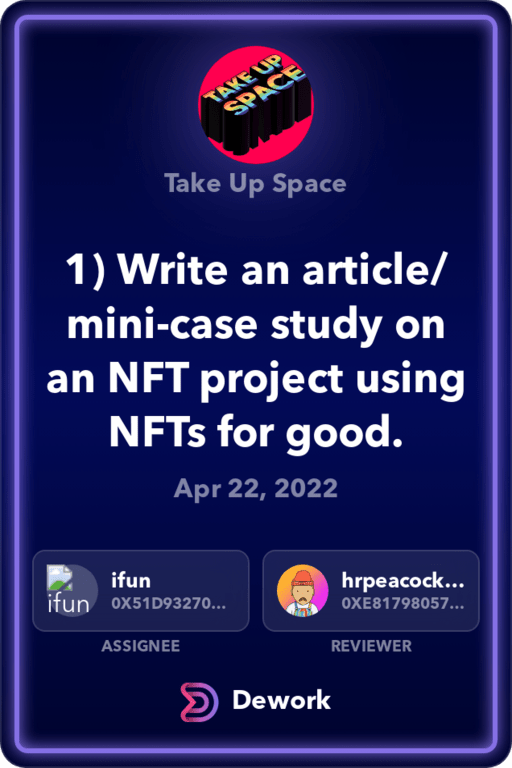 TAKE UP
SPACE
Take Up Space
1) Write an article/
mini-case study on
an NFT project using
NFTs for good.
Apr 22, 2022
ifun
ifun
0X51D93270...
hrpeacock...
0XE81798057...
ASSIGNEE
REVIEWER
Dework